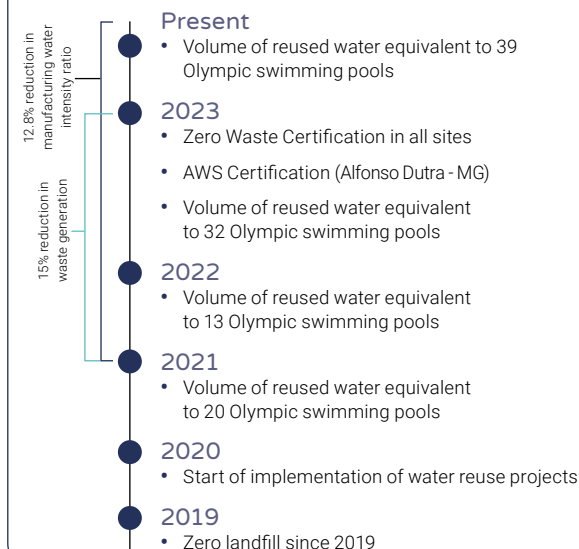 Present
• Volume of reused water equivalent to 39
Olympic swimming pools
12.8% reduction in
manufacturing water
intensity ratio
2023
• Zero Waste Certification in all sites
• AWS Certification (Alfonso Dutra - MG)
• Volume of reused water equivalent
to 32 Olympic swimming pools
15% reduction in
waste generation
2022
• Volume of reused water equivalent
to 13 Olympic swimming pools
2021
• Volume of reused water equivalent
to 20 Olympic swimming pools
2020
• Start of implementation of water reuse projects
2019
• Zero landfill since 2019